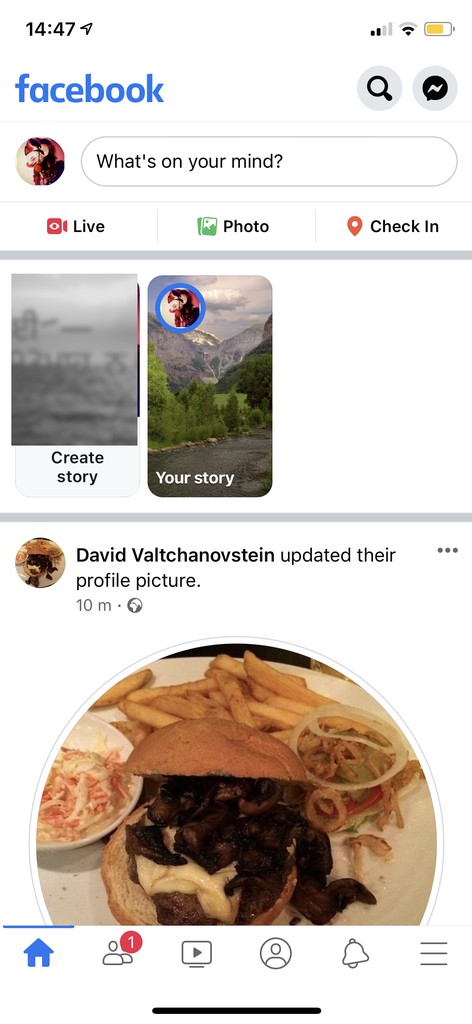 14:47
facebook
What's on your mind?
Live
Photo
Check In
Create
story
Your story
David Valtchanovstein updated their
profile picture.
10 m ·
1